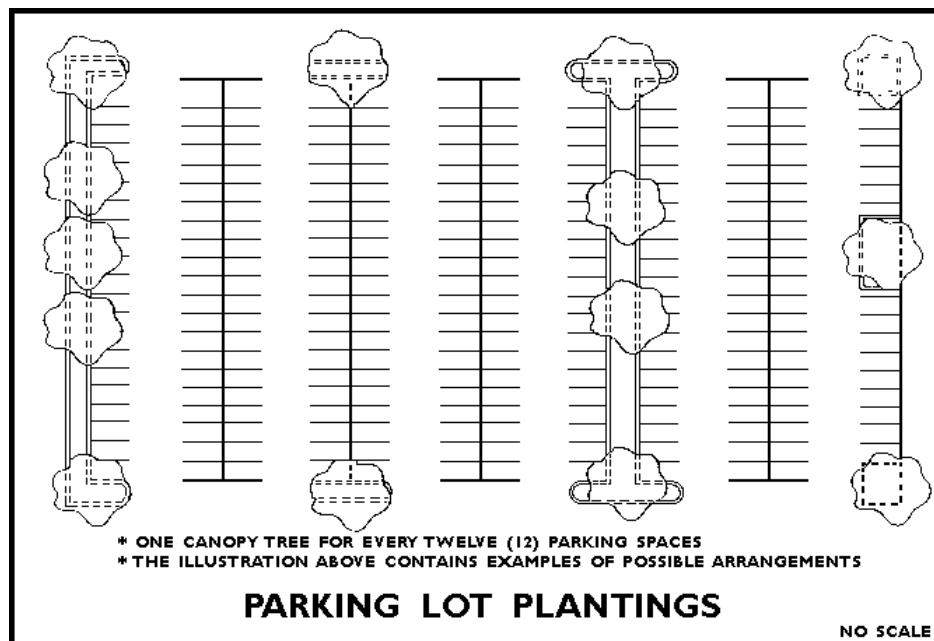 * ONE CANOPY TREE FOR EVERY TWELVE (12) PARKING SPACES
* THE ILLUSTRATION ABOVE CONTAINS EXAMPLES OF POSSIBLE ARRANGEMENTS
PARKING LOT PLANTINGS
NO SCALE